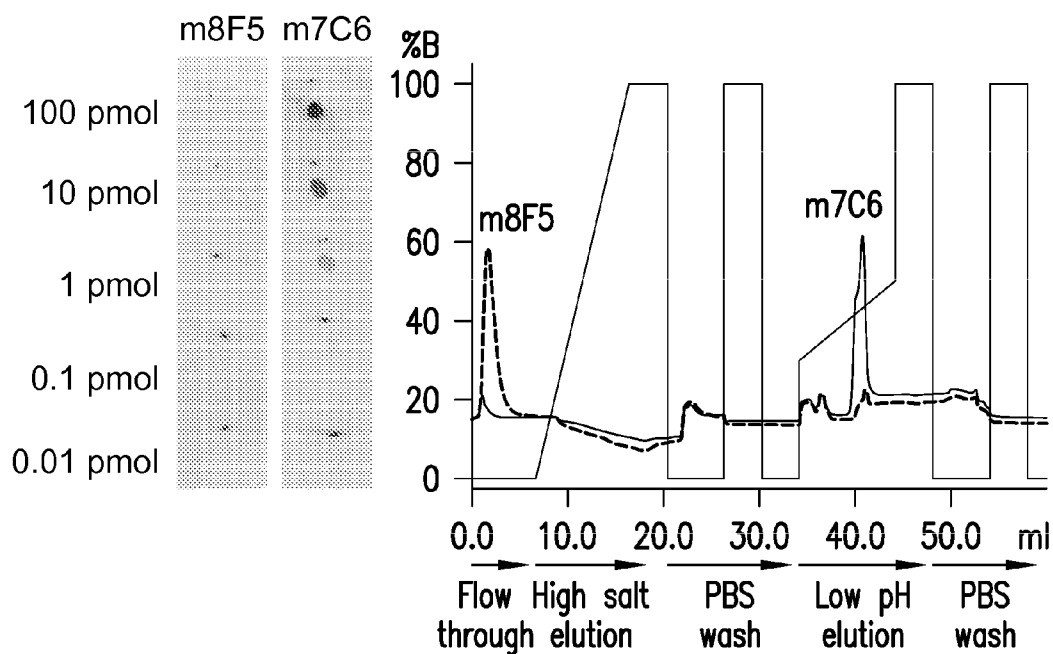 m8F5 m7C6
100 pmol
10 pmol
1 pmol
0.1 pmol
0.01 pmol
%B
100
80
60
40
20
0
m8F5
m7C6
0.0 10.0 20.0 30.0 40.0 50.0 ml
Flow through
High salt elution
PBS wash
Low pH elution
PBS wash